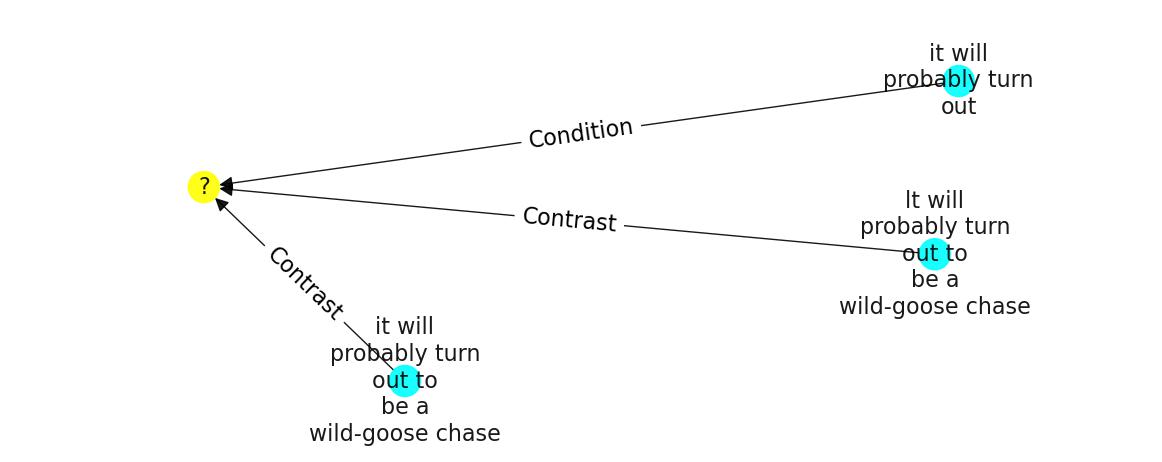 it will
probably turn
out
Condition
?
It will
probably turn
out to
be a
wild-goose chase
Contrast
Contrast
it will
probably turn
out to
be a
wild-goose chase